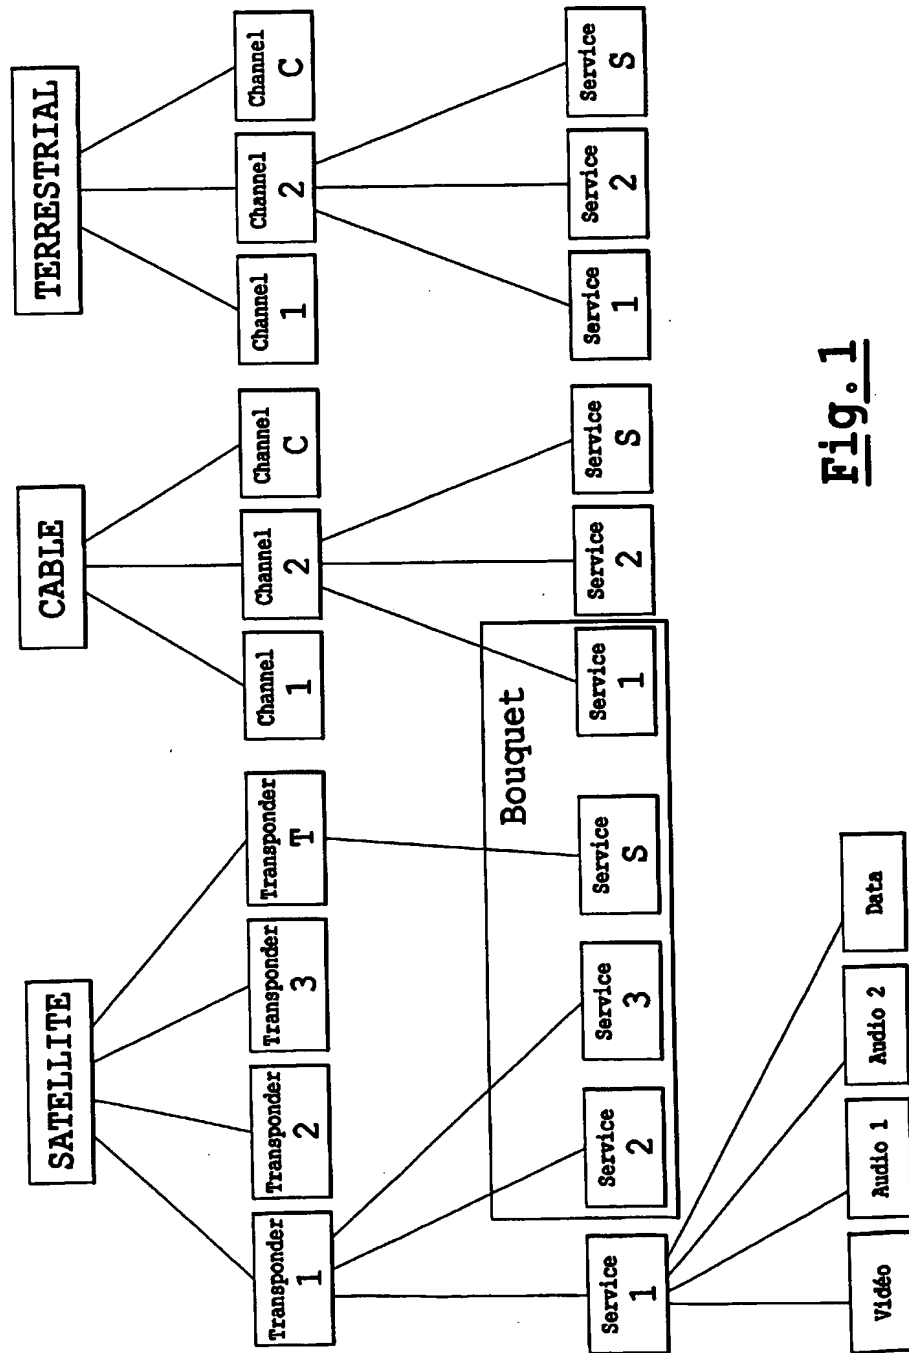 SATELLITE
CABLE
TERRESTRIAL
Transponder
1
Transponder
2
Transponder
3
Transponder
T
Channel
1
Channel
2
Channel
C
Channel
1
Channel
2
Channel
C
Bouquet
Service
1
Service
2
Service
3
Service
S
Service
1
Service
2
Service
S
Service
1
Service
2
Service
S
Vidéo
Audio 1
Audio 2
Data
Fig. 1